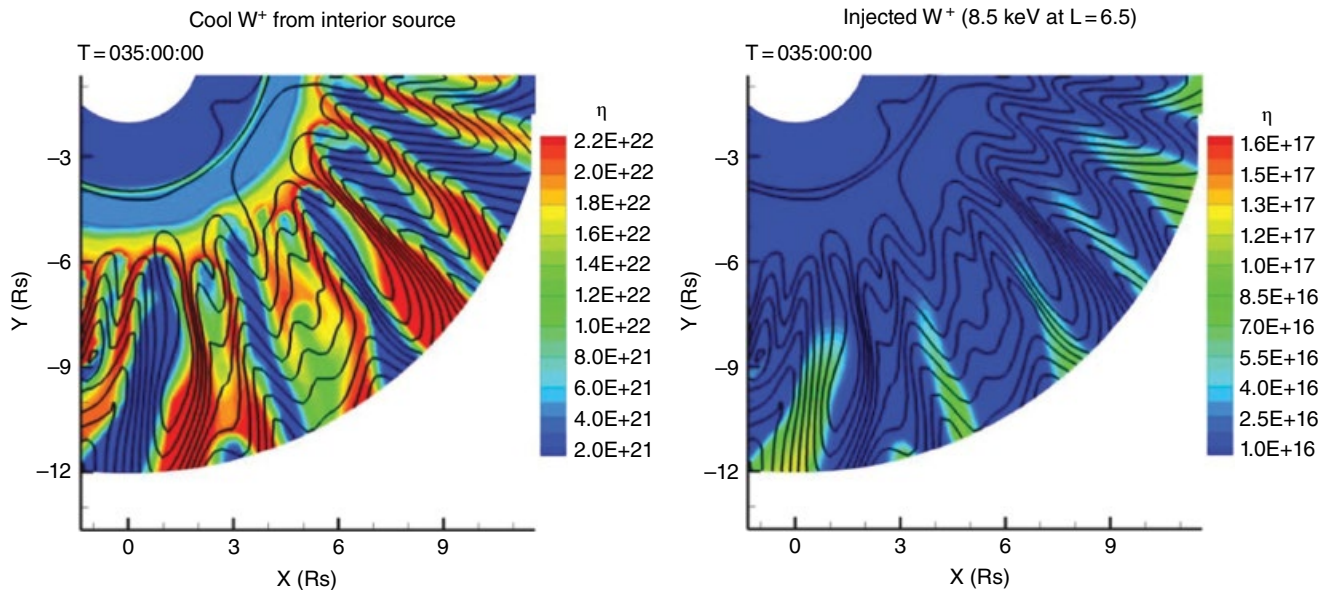 Cool W+ from interior source
T = 035:00:00
η
2.2E+22
2.0E+22
1.8E+22
1.6E+22
1.4E+22
1.2E+22
1.0E+22
8.0E+21
6.0E+21
4.0E+21
2.0E+21
−3
−6
−9
−12
Y (Rs)
0 3 6 9
X (Rs)
Injected W+ (8.5 keV at L = 6.5)
T = 035:00:00
η
1.6E+17
1.5E+17
1.3E+17
1.2E+17
1.0E+17
8.5E+16
7.0E+16
5.5E+16
4.0E+16
2.5E+16
1.0E+16
−3
−6
−9
−12
Y (Rs)
0 3 6 9
X (Rs)